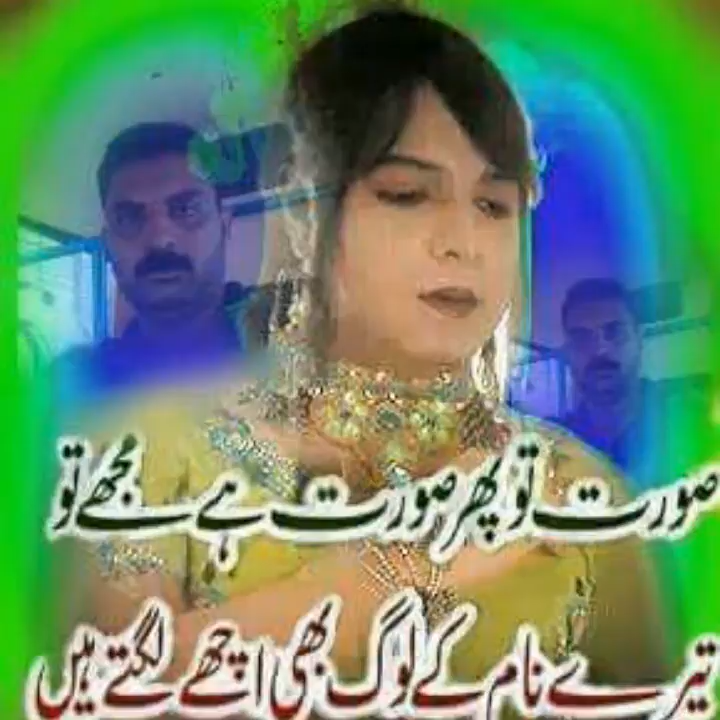 صورت تو پھر صورت ہے مجھے تو
تیرے نام کے لوگ بھی اچھے لگتے ہیں